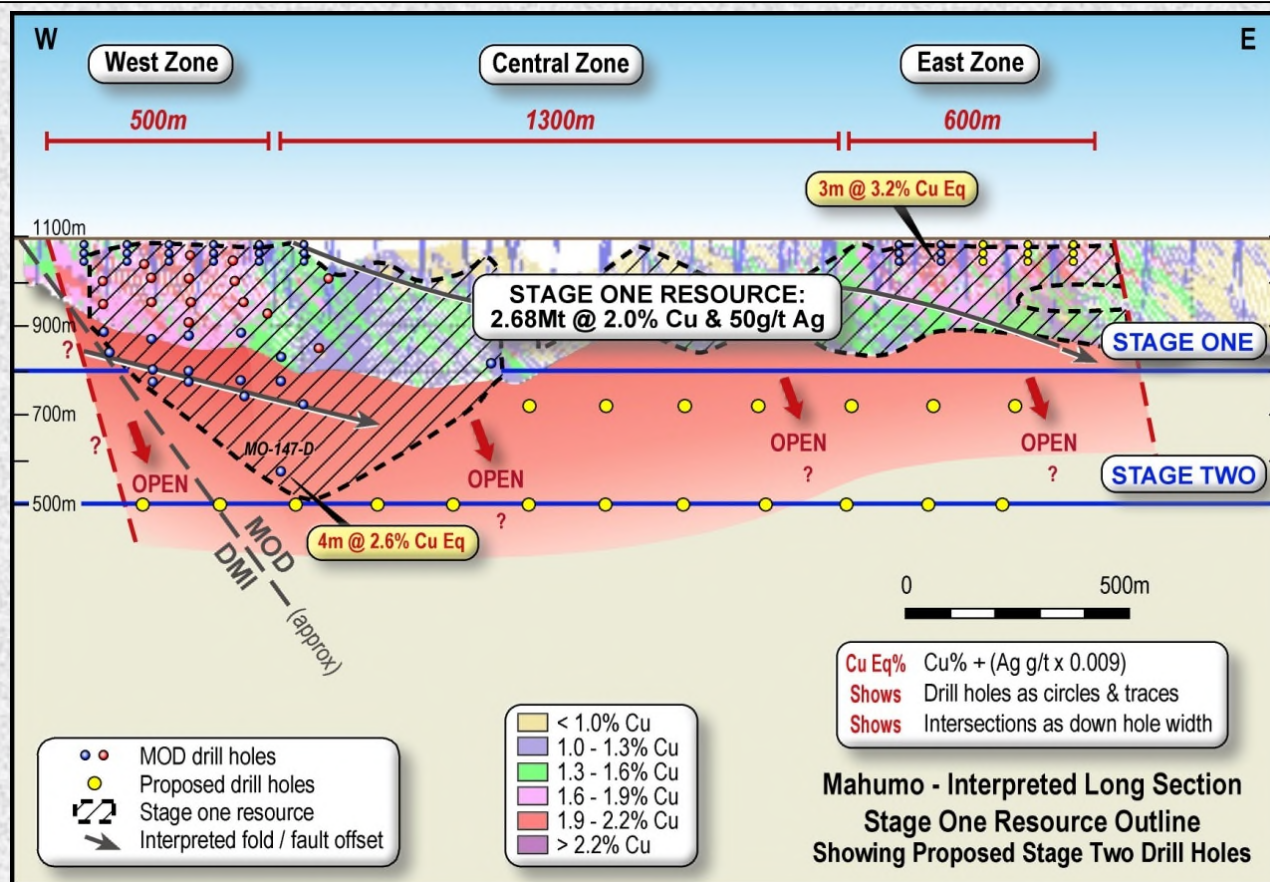 W
E
West Zone
Central Zone
East Zone
500m
1300m
600m
3m @ 3.2% Cu Eq
1100m
STAGE ONE RESOURCE:
2.68Mt @ 2.0% Cu & 50g/t Ag
900m
?
STAGE ONE
700m
OPEN
?
OPEN
?
MO-147-D
?
OPEN
OPEN
?
STAGE TWO
500m
4m @ 2.6% Cu Eq
MOD
DMI
(approx)
0
500m
Cu Eq% Cu% + (Ag g/t x 0.009)
Shows Drill holes as circles & traces
Shows Intersections as down hole width
MOD drill holes
Proposed drill holes
Stage one resource
Interpreted fold / fault offset
< 1.0% Cu
1.0 - 1.3% Cu
1.3 - 1.6% Cu
1.6 - 1.9% Cu
1.9 - 2.2% Cu
> 2.2% Cu
Mahumo - Interpreted Long Section
Stage One Resource Outline
Showing Proposed Stage Two Drill Holes